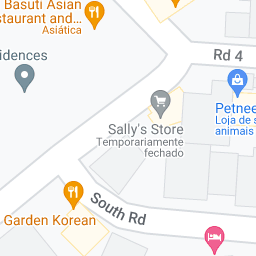 Basuti Asian
staurant and...
Asiática
Rd 4
idences
Petnee
Loja de s
animais
Sally's Store
Temporariamente
fechado
South Rd
Garden Korean